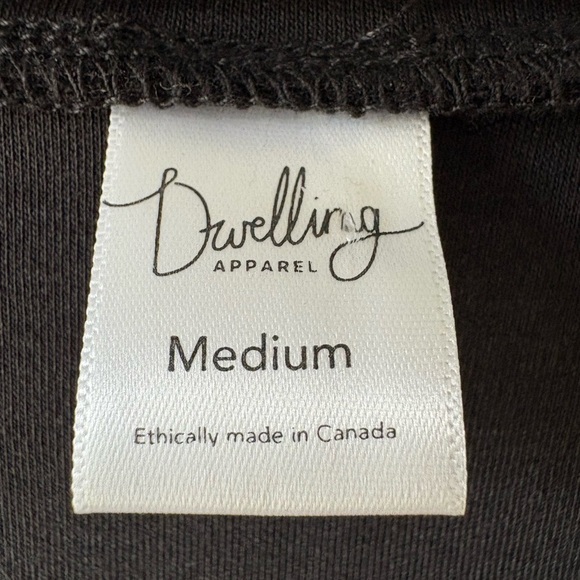 Dwelling
APPAREL
Medium
Ethically made in Canada